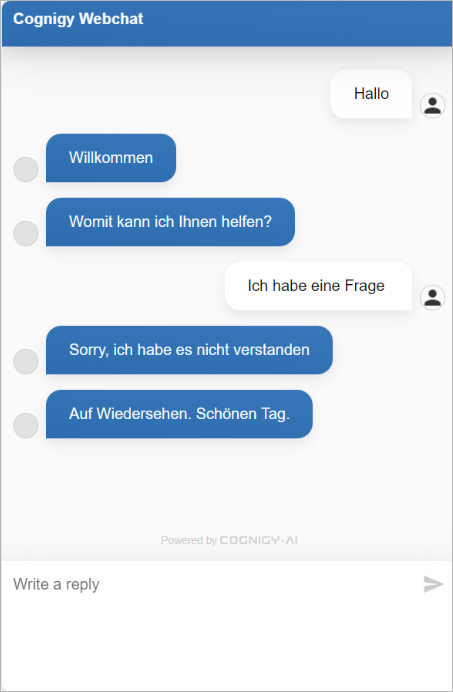 Cognigy Webchat
Hallo
Willkommen
Womit kann ich Ihnen helfen?
Ich habe eine Frage
Sorry, ich habe es nicht verstanden
Auf Wiedersehen. Schönen Tag.
Powered by COGNIGY·AI
Write a reply